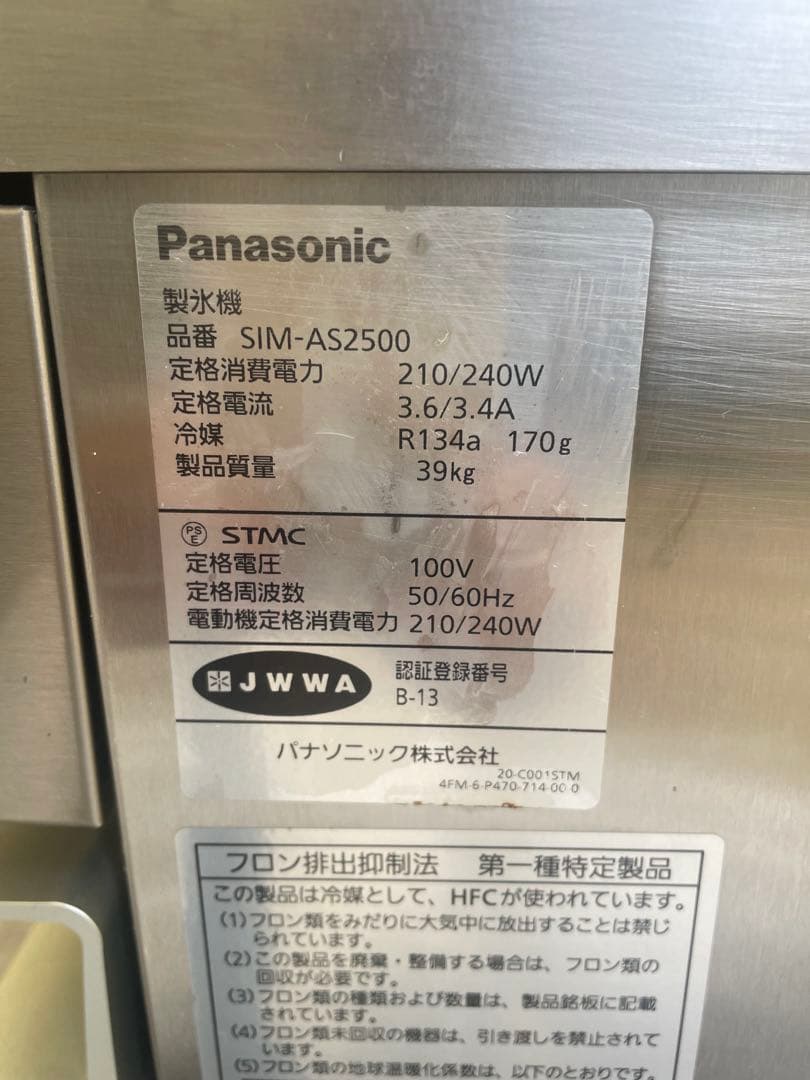 Panasonic
製氷機
品番 SIM-AS2500
定格消費電力 210/240W
定格電流 3.6/3.4A
冷媒 R134a 170g
製品質量 39kg
PSE STMC
定格電圧 100V
定格周波数 50/60Hz
電動機定格消費電力 210/240W
JWWA 認証登録番号
B-13
パナソニック株式会社
20-C001STM
4FM-6-P470-714-00-0
フロン排出抑制法 第一種特定製品
この製品は冷媒として、HFCが使われています。
(1)フロン類をみだりに大気中に放出することは禁じ
られています。
(2)この製品を廃棄・整備する場合は、フロン類の
回収が必要です。
(3)フロン類の種類および数量は、製品銘板に記載
されています。
(4)フロン類未回収の機器は、引き渡しを禁止されて
います。
(5)フロン類の地球温暖化係数は、以下のとおりです。